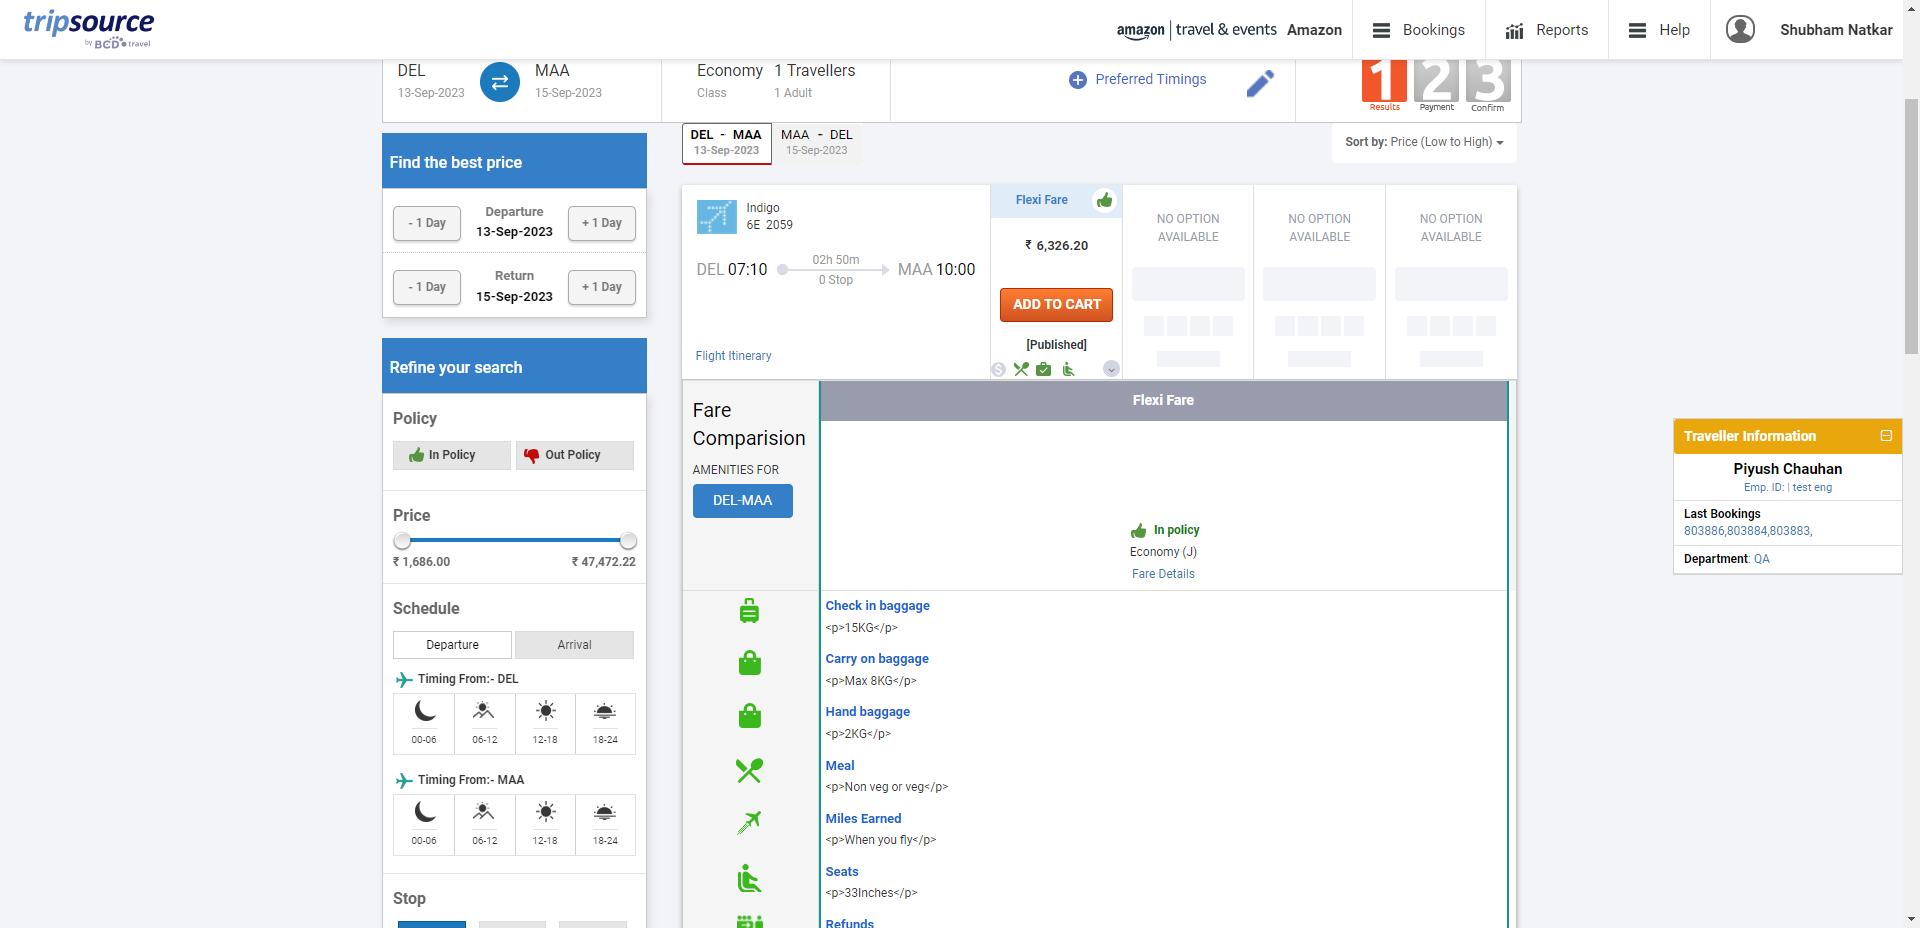 tripsource
by BCD travel
amazon | travel & events Amazon
Bookings
Reports
Help
Shubham Natkar
DEL
13-Sep-2023
MAA
15-Sep-2023
Economy
Class
1 Travellers
1 Adult
Preferred Timings
1 2 3
Results Payment Confirm
DEL - MAA
13-Sep-2023
MAA - DEL
15-Sep-2023
Sort by: Price (Low to High)
Find the best price
- 1 Day
Departure
13-Sep-2023
+ 1 Day
- 1 Day
Return
15-Sep-2023
+ 1 Day
Refine your search
Policy
In Policy
Out Policy
Price
₹ 1,686.00
₹ 47,472.22
Schedule
Departure
Arrival
Timing From:- DEL
00-06 06-12 12-18 18-24
Timing From:- MAA
00-06 06-12 12-18 18-24
Stop
Indigo
6E 2059
DEL 07:10
02h 50m
0 Stop
MAA 10:00
Flight Itinerary
Flexi Fare
₹ 6,326.20
ADD TO CART
[Published]
NO OPTION
AVAILABLE
NO OPTION
AVAILABLE
NO OPTION
AVAILABLE
Fare
Comparision
AMENITIES FOR
DEL-MAA
Flexi Fare
In policy
Economy (J)
Fare Details
Check in baggage
<p>15KG</p>
Carry on baggage
<p>Max 8KG</p>
Hand baggage
<p>2KG</p>
Meal
<p>Non veg or veg</p>
Miles Earned
<p>When you fly</p>
Seats
<p>33Inches</p>
Refunds
Traveller Information
Piyush Chauhan
Emp. ID: | test eng
Last Bookings
803886,803884,803883,
Department: QA